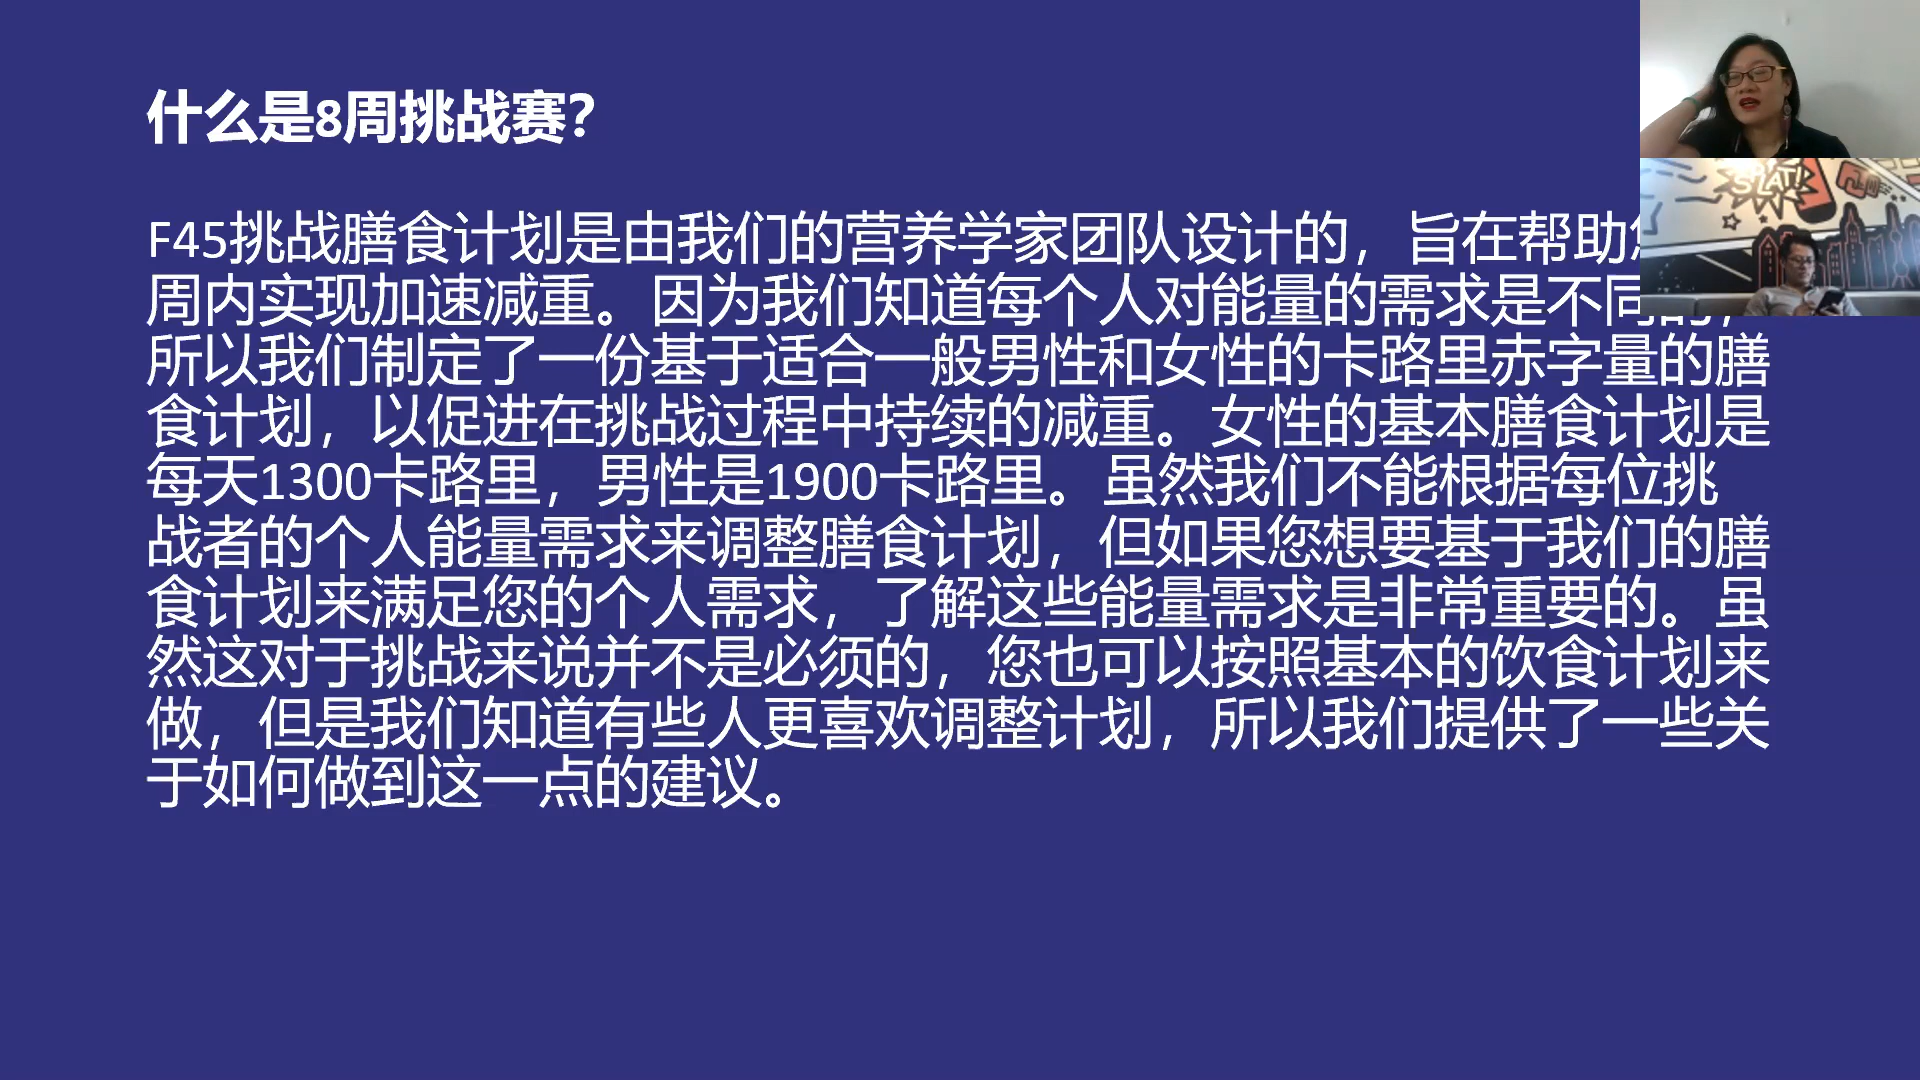 什么是8周挑战赛?
F45挑战膳食计划是由我们的营养学家团队设计的，旨在帮助
周内实现加速减重。因为我们知道每个人对能量的需求是不同的，
所以我们制定了一份基于适合一般男性和女性的卡路里赤字量的膳
食计划，以促进在挑战过程中持续的减重。女性的基本膳食计划是
每天1300卡路里，男性是1900卡路里。虽然我们不能根据每位挑
战者的个人能量需求来调整膳食计划，但如果您想要基于我们的膳
食计划来满足您的个人需求，了解这些能量需求是非常重要的。虽
然这对于挑战来说并不是必须的，您也可以按照基本的饮食计划来
做，但是我们知道有些人更喜欢调整计划，所以我们提供了一些关
于如何做到这一点的建议。
SPLAT!